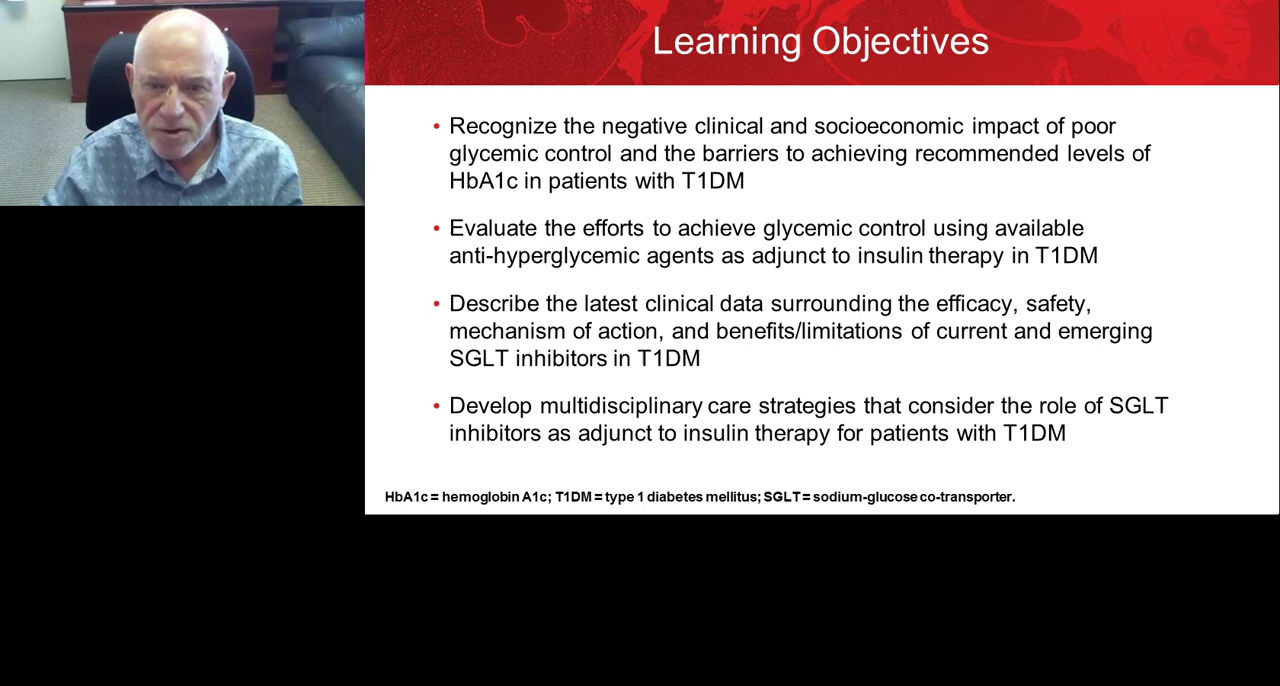 Learning Objectives
• Recognize the negative clinical and socioeconomic impact of poor
glycemic control and the barriers to achieving recommended levels of
HbA1c in patients with T1DM
• Evaluate the efforts to achieve glycemic control using available
anti-hyperglycemic agents as adjunct to insulin therapy in T1DM
• Describe the latest clinical data surrounding the efficacy, safety,
mechanism of action, and benefits/limitations of current and emerging
SGLT inhibitors in T1DM
• Develop multidisciplinary care strategies that consider the role of SGLT
inhibitors as adjunct to insulin therapy for patients with T1DM
HbA1c = hemoglobin A1c; T1DM = type 1 diabetes mellitus; SGLT = sodium-glucose co-transporter.